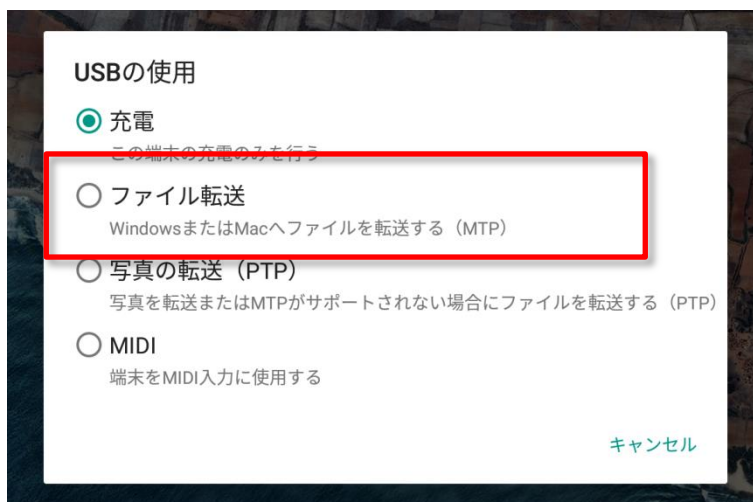 USBの使用
充電
この端末の充電のみを行う
ファイル転送
WindowsまたはMacへファイルを転送する（MTP）
写真の転送（PTP）
写真を転送またはMTPがサポートされない場合にファイルを転送する（PTP）
MIDI
端末をMIDI入力に使用する
キャンセル